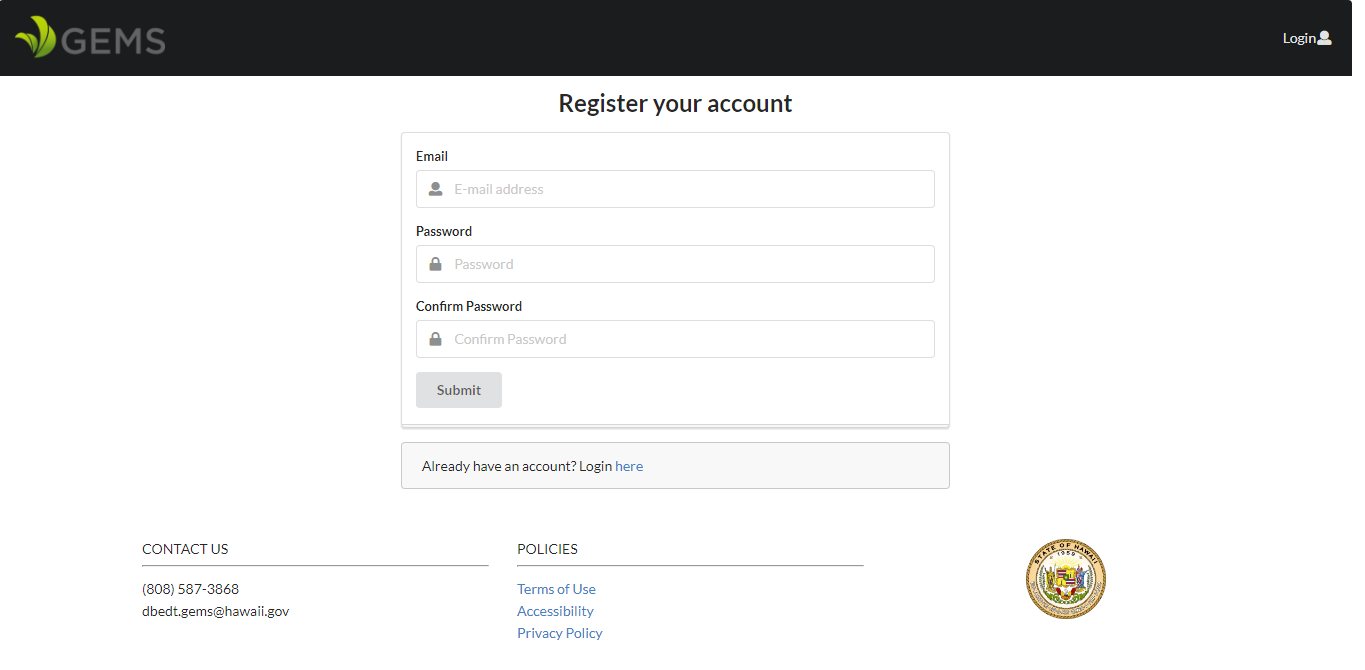 GEMS
Login
Register your account
Email
E-mail address
Password
Password
Confirm Password
Confirm Password
Submit
Already have an account? Login here
CONTACT US
(808) 587-3868
dbedt.gems@hawaii.gov
POLICIES
Terms of Use
Accessibility
Privacy Policy
STATE OF HAWAII
1959